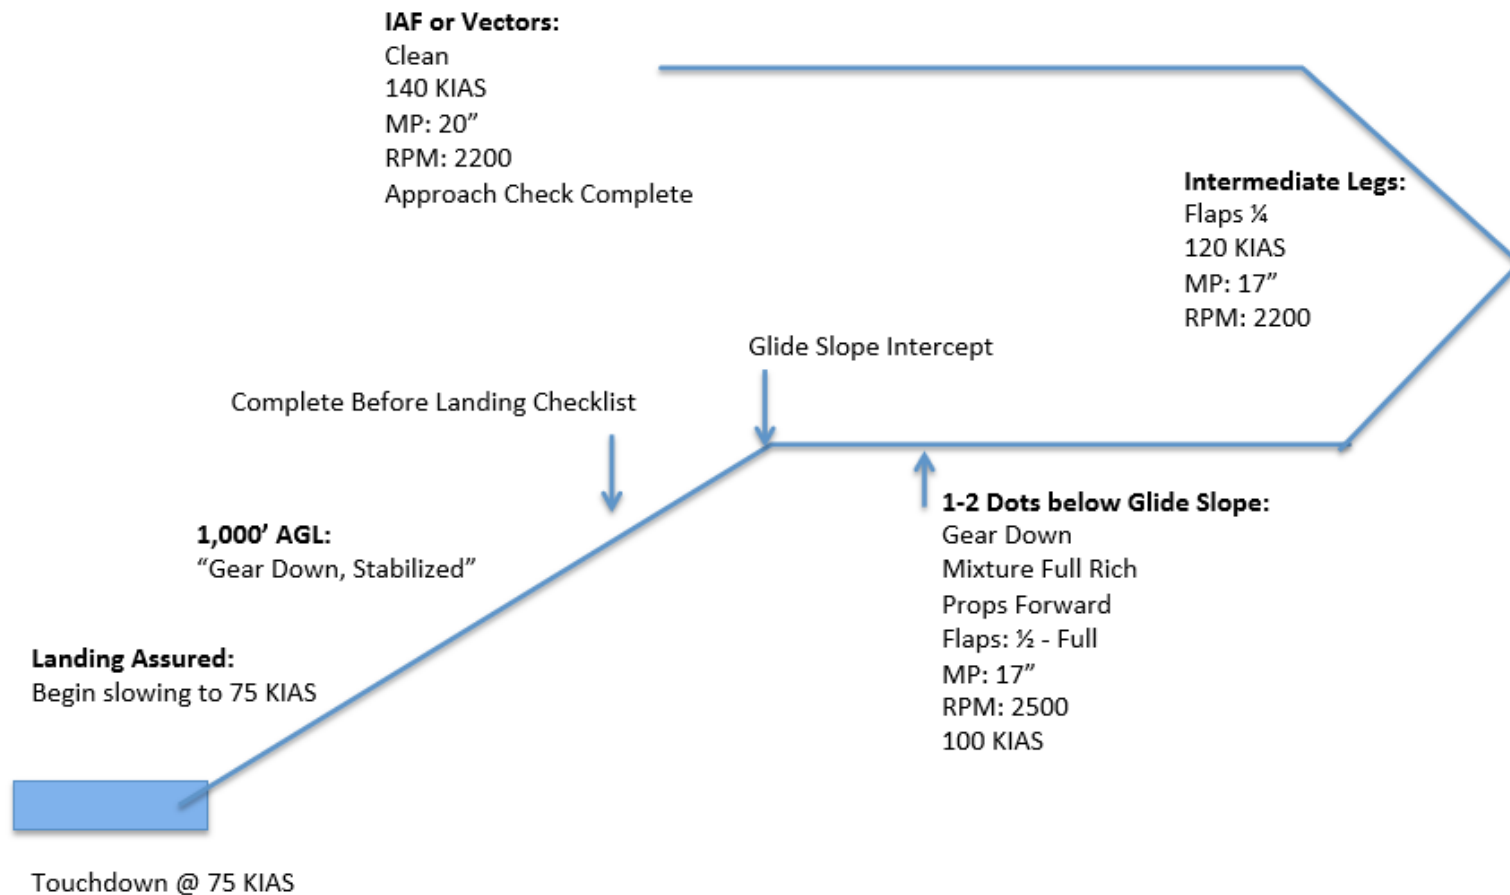 IAF or Vectors:
Clean
140 KIAS
MP: 20”
RPM: 2200
Approach Check Complete
Intermediate Legs:
Flaps ¼
120 KIAS
MP: 17”
RPM: 2200
Glide Slope Intercept
Complete Before Landing Checklist
1-2 Dots below Glide Slope:
Gear Down
Mixture Full Rich
Props Forward
Flaps: ½ - Full
MP: 17”
RPM: 2500
100 KIAS
1,000’ AGL:
“Gear Down, Stabilized”
Landing Assured:
Begin slowing to 75 KIAS
Touchdown @ 75 KIAS